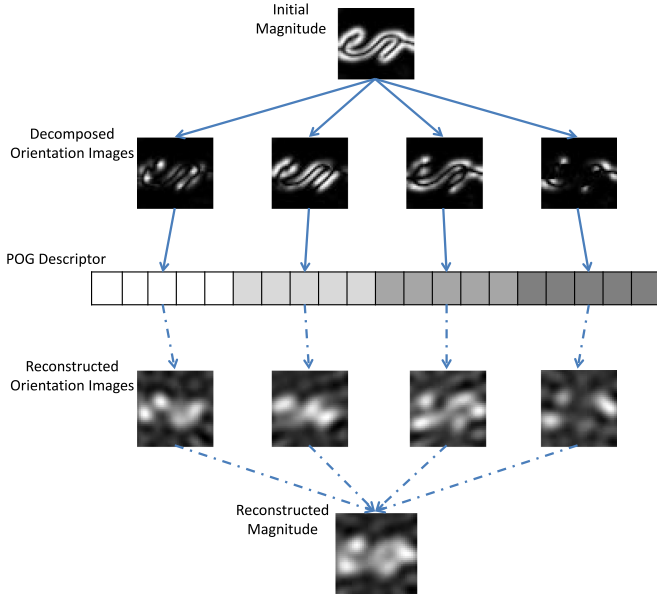 Initial
Magnitude
Decomposed
Orientation Images
POG Descriptor
Reconstructed
Orientation Images
Reconstructed
Magnitude